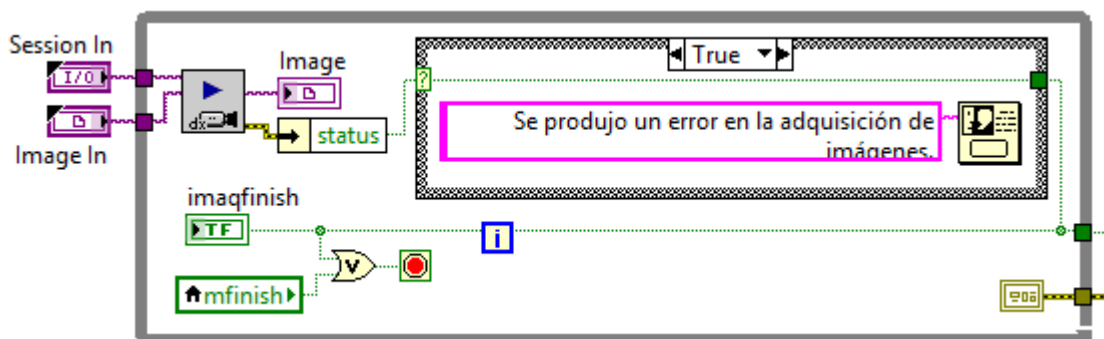 Session In
I/O
Image In
dx
Image
status
?
True
Se produjo un error en la adquisición de
imágenes.
imaqfinish
TF
mfinish
V
i